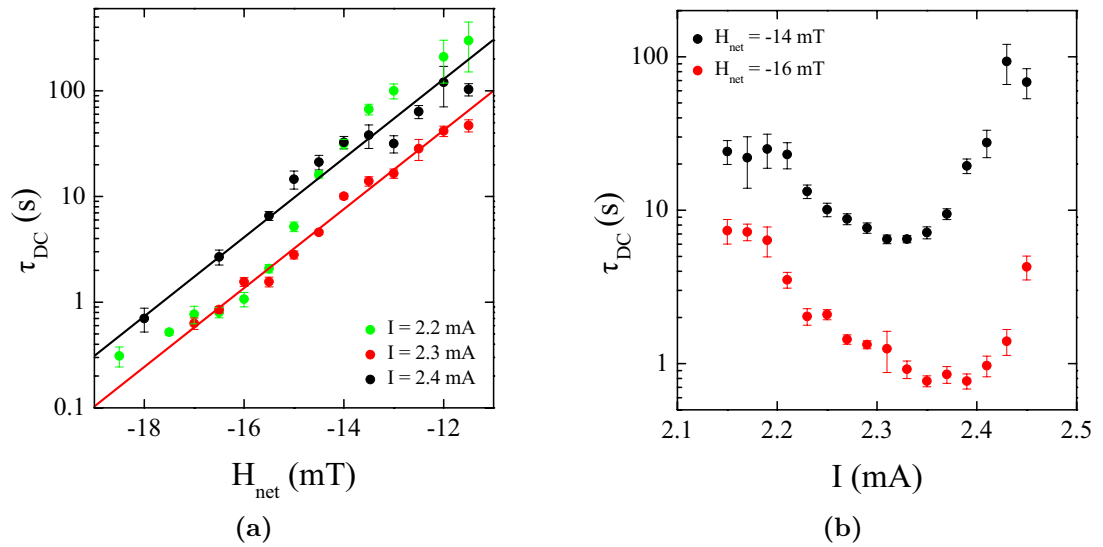 100
10
1
0.1
τDC (s)
-18
-16
-14
-12
Hnet (mT)
I = 2.2 mA
I = 2.3 mA
I = 2.4 mA
(a)
Hnet = -14 mT
Hnet = -16 mT
100
10
1
τDC (s)
2.1
2.2
2.3
2.4
2.5
I (mA)
(b)